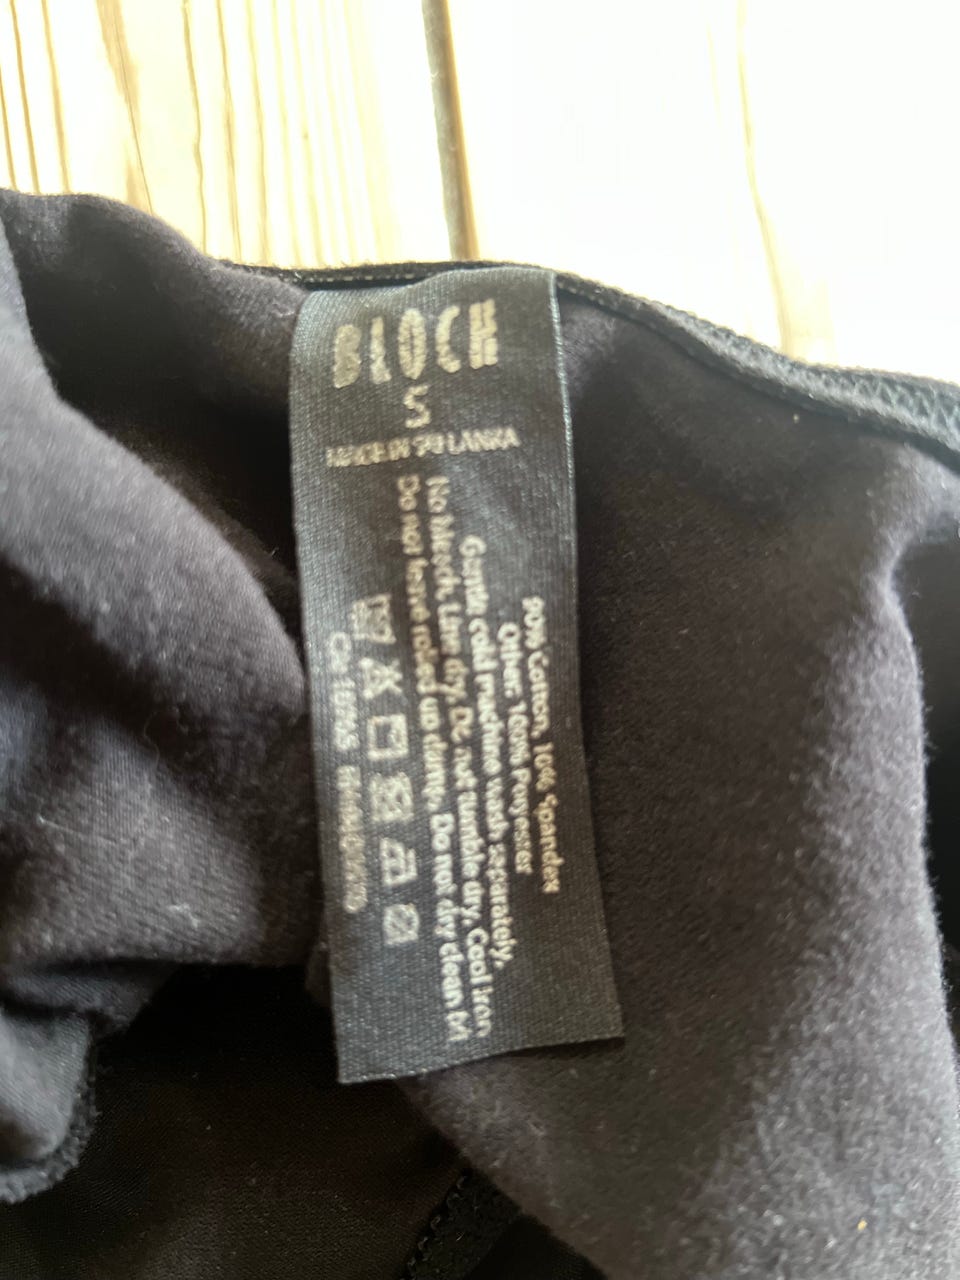 BLOCH
S
MADE IN SRI LANKA
90% Cotton, 10% Spandex
Other: 100% Polyester
Gentle cold machine wash separately.
No bleach. Line dry. Do not tumble dry. Cool iron
Do not leave rolled up damp. Do not dry clean